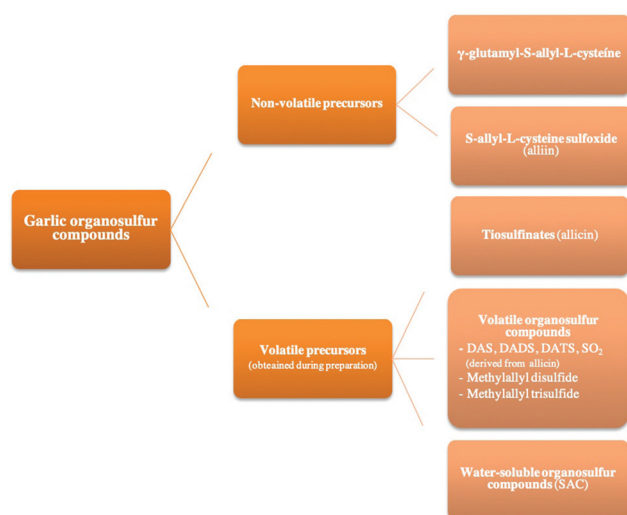 γ-glutamyl-S-allyl-L-cysteíne
Non-volatile precursors
S-allyl-L-cysteine sulfoxide
(alliin)
Garlic organosulfur
compounds
Tiosulfinates (allicin)
Volatile precursors
(obteained during preparation)
Volatile organosulfur
compounds
- DAS, DADS, DATS, SO₂
(derived from allicin)
- Methylallyl disulfide
- Methylallyl trisulfide
Water-soluble organosulfur
compounds (SAC)